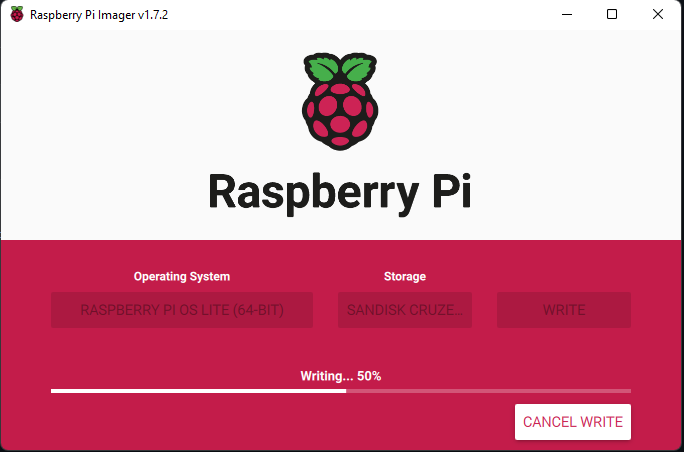 Raspberry Pi Imager v1.7.2
Raspberry Pi
Operating System
Storage
RASPBERRY PI OS LITE (64-BIT)
SANDISK CRUZE...
WRITE
Writing... 50%
CANCEL WRITE